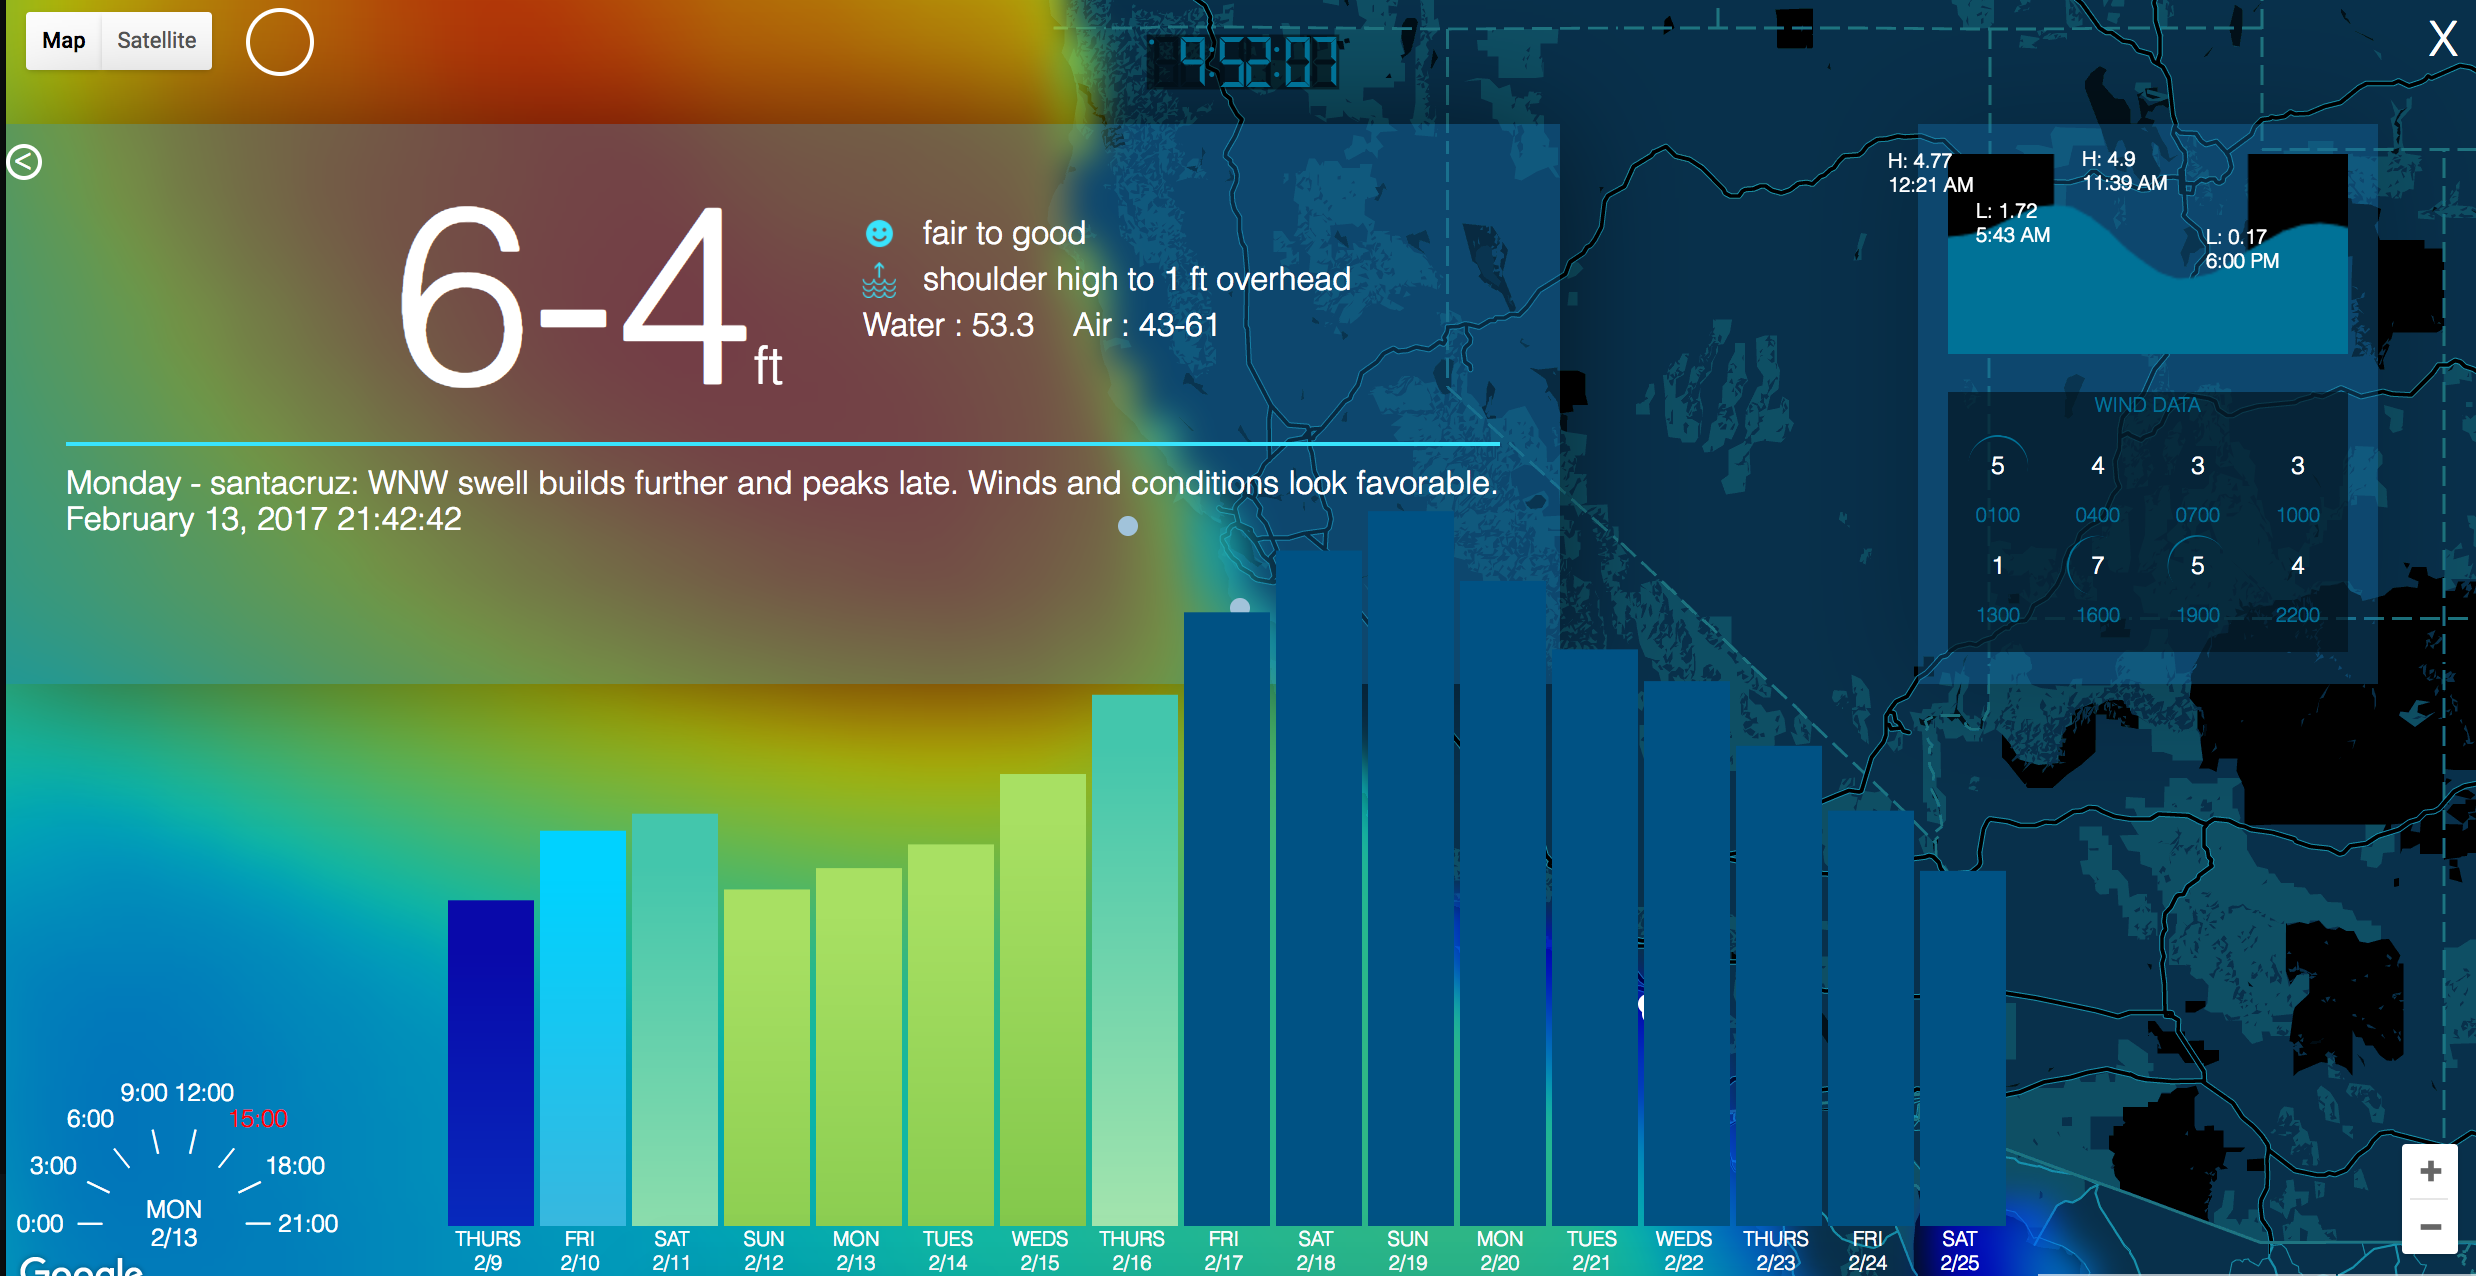 Map Satellite
9:52:07
X
<
6-4 ft
fair to good
shoulder high to 1 ft overhead
Water : 53.3 Air : 43-61
Monday - santacruz: WNW swell builds further and peaks late. Winds and conditions look favorable.
February 13, 2017 21:42:42
H: 4.77
12:21 AM
L: 1.72
5:43 AM
H: 4.9
11:39 AM
L: 0.17
6:00 PM
WIND DATA
5 4 3 3
0100 0400 0700 1000
1 7 5 4
1300 1600 1900 2200
0:00
3:00
6:00
9:00
12:00
15:00
18:00
21:00
MON
2/13
THURS FRI SAT SUN MON TUES WEDS THURS FRI SAT SUN MON TUES WEDS THURS FRI SAT
2/9 2/10 2/11 2/12 2/13 2/14 2/15 2/16 2/17 2/18 2/19 2/20 2/21 2/22 2/23 2/24 2/25
Google
+
−